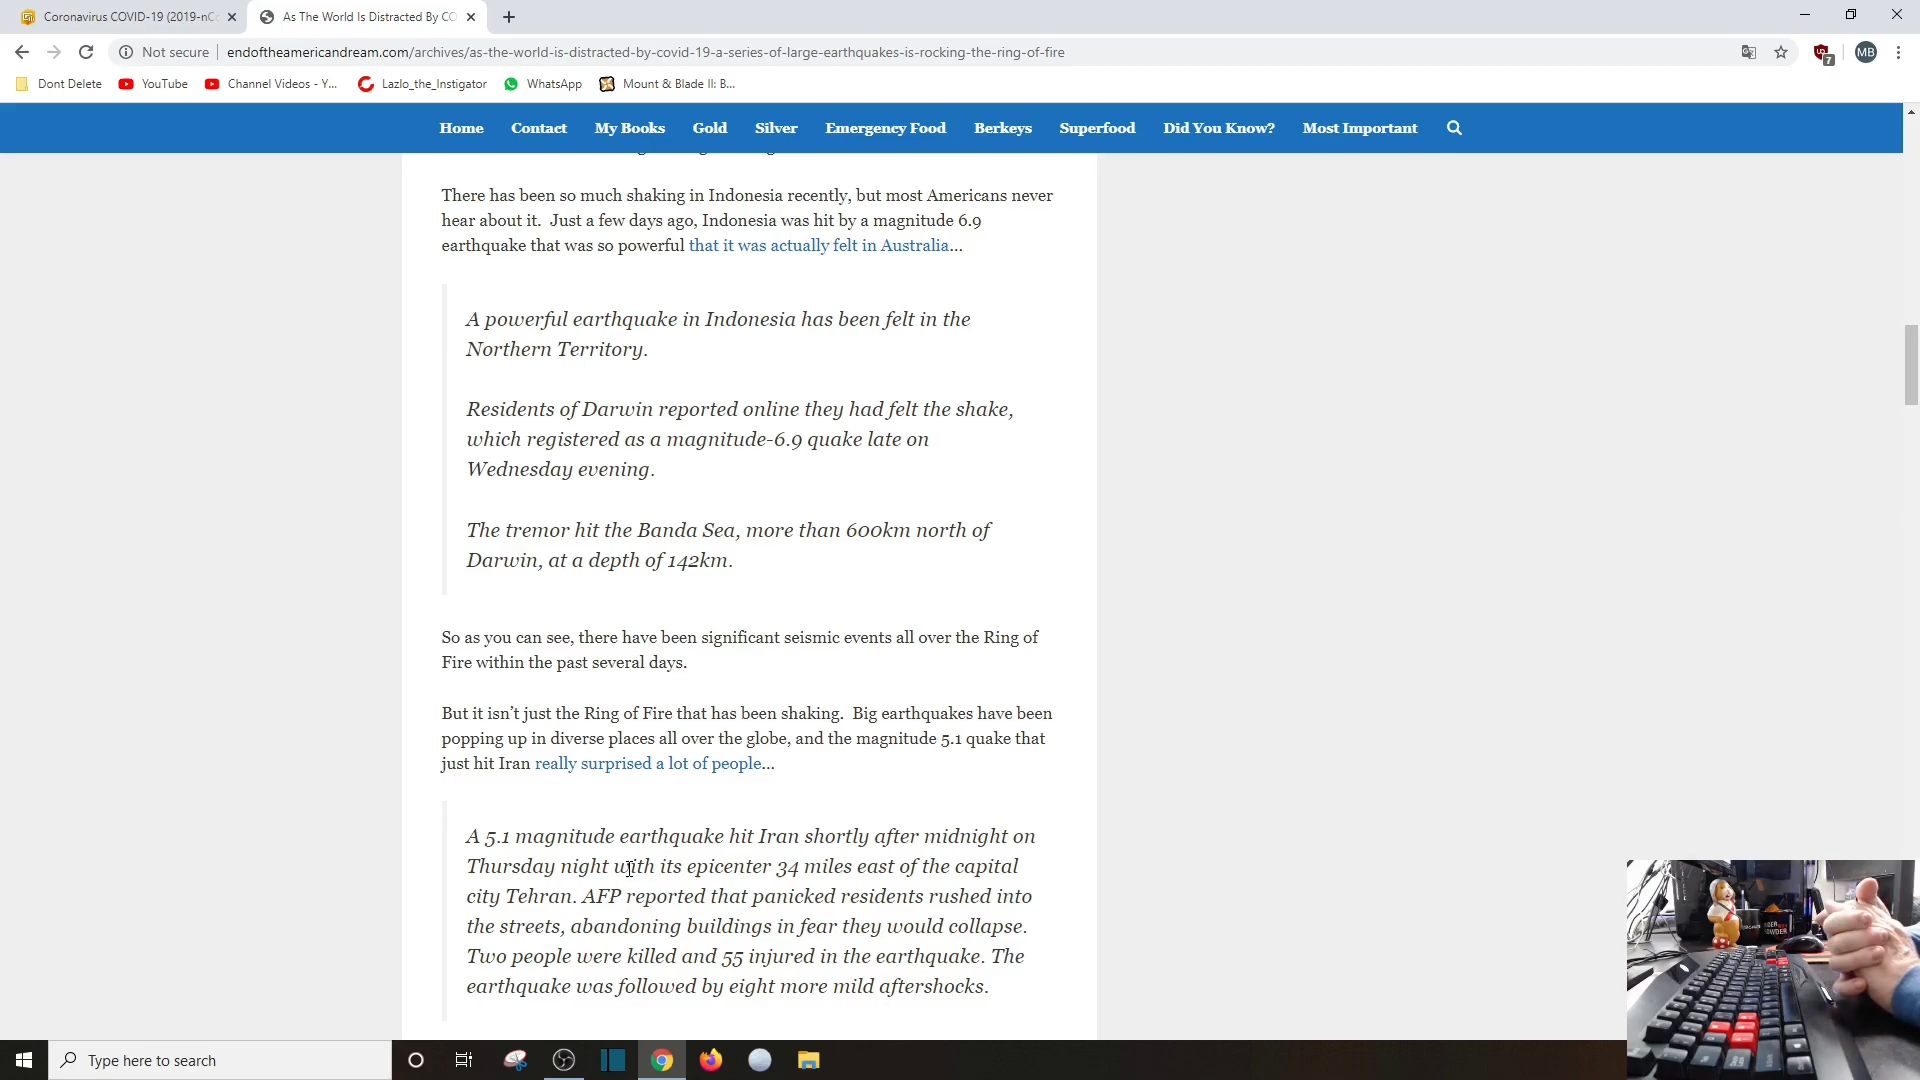 Coronavirus COVID-19 (2019-nC
As The World Is Distracted By CO
Not secure
endoftheamericandream.com/archives/as-the-world-is-distracted-by-covid-19-a-series-of-large-earthquakes-is-rocking-the-ring-of-fire
7
MB
Dont Delete
YouTube
Channel Videos - Y...
Lazlo_the_Instigator
WhatsApp
Mount & Blade II: B...
Home
Contact
My Books
Gold
Silver
Emergency Food
Berkeys
Superfood
Did You Know?
Most Important
There has been so much shaking in Indonesia recently, but most Americans never
hear about it. Just a few days ago, Indonesia was hit by a magnitude 6.9
earthquake that was so powerful that it was actually felt in Australia...
A powerful earthquake in Indonesia has been felt in the
Northern Territory.
Residents of Darwin reported online they had felt the shake,
which registered as a magnitude-6.9 quake late on
Wednesday evening.
The tremor hit the Banda Sea, more than 600km north of
Darwin, at a depth of 142km.
So as you can see, there have been significant seismic events all over the Ring of
Fire within the past several days.
But it isn't just the Ring of Fire that has been shaking. Big earthquakes have been
popping up in diverse places all over the globe, and the magnitude 5.1 quake that
just hit Iran really surprised a lot of people...
A 5.1 magnitude earthquake hit Iran shortly after midnight on
Thursday night with its epicenter 34 miles east of the capital
city Tehran. AFP reported that panicked residents rushed into
the streets, abandoning buildings in fear they would collapse.
Two people were killed and 55 injured in the earthquake. The
earthquake was followed by eight more mild aftershocks.
Type here to search